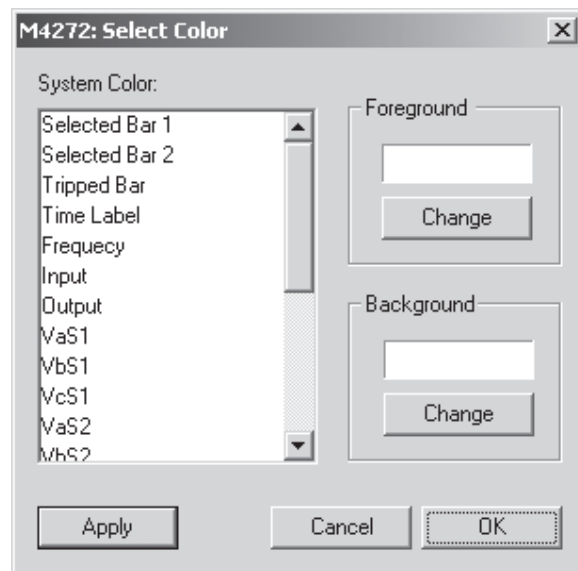 M4272: Select Color
System Color:
Selected Bar 1
Selected Bar 2
Tripped Bar
Time Label
Frequecy
Input
Output
VaS1
VbS1
VcS1
VaS2
VbS2
Foreground
Change
Background
Change
Apply
Cancel
OK